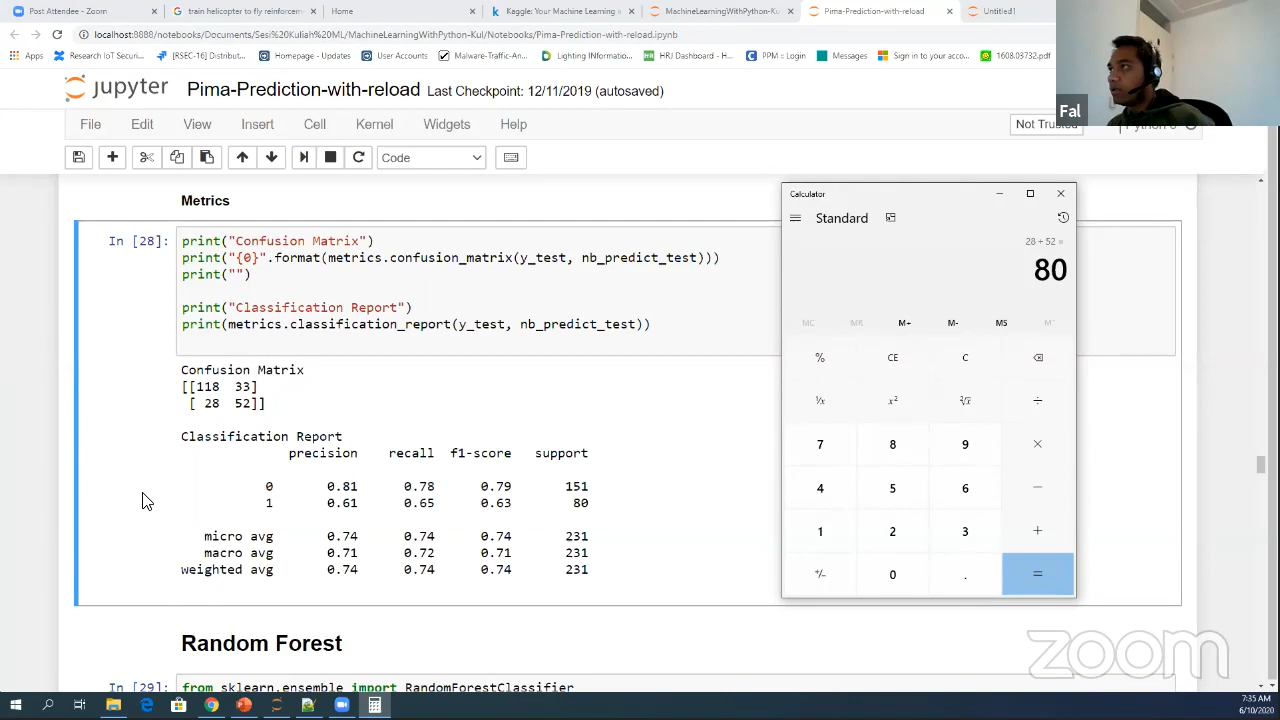 Post Attendee - Zoom
train helicopter to fly reinforcem
Home
Kaggle: Your Machine Learning
MachineLearningWithPython-Kul
Pima-Prediction-with-reload
Untitled1
localhost:8888/notebooks/Documents/Sesi%20Kuliah%20ML/MachineLearningWithPython-Kul/Notebooks/Pima-Prediction-with-reload.ipynb
Apps
Research IoT Securi...
[RSEC-16] Distribut...
Homepage - Updates
User Accounts
Malware-Traffic-An...
Lighting INformatio...
HRJ Dashboard - H...
PPM :: Login
Messages
Sign in to your acco...
1608.03732.pdf
jupyter Pima-Prediction-with-reload Last Checkpoint: 12/11/2019 (autosaved)
Fal
File Edit View Insert Cell Kernel Widgets Help
Not Trusted
Code
Metrics
In [28]:
print("Confusion Matrix")
print("{0}".format(metrics.confusion_matrix(y_test, nb_predict_test)))
print("")
print("Classification Report")
print(metrics.classification_report(y_test, nb_predict_test))
Confusion Matrix
[[118 33]
[ 28 52]]
Classification Report
precision recall f1-score support
0 0.81 0.78 0.79 151
1 0.61 0.65 0.63 80
micro avg 0.74 0.74 0.74 231
macro avg 0.71 0.72 0.71 231
weighted avg 0.74 0.74 0.74 231
Calculator
Standard
28 + 52 =
80
MC MR M+ M- MS
% CE C
⅟x x² ²√x ÷
7 8 9 ×
4 5 6 −
1 2 3 +
+/- 0 . =
Random Forest
In [29]:
from sklearn.ensemble import RandomForestClassifier
zoom
7:35 AM
6/10/2020